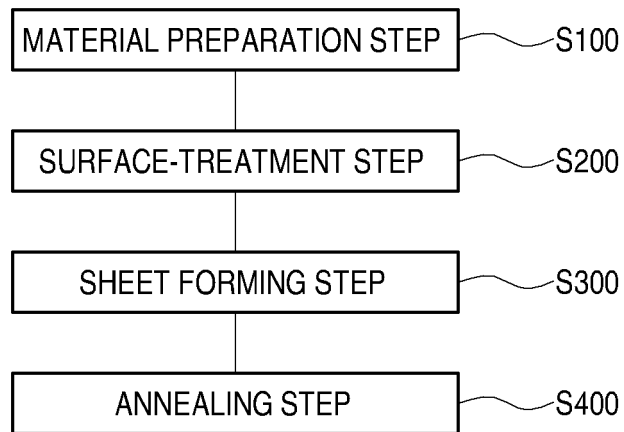 MATERIAL PREPARATION STEP S100
SURFACE-TREATMENT STEP S200
SHEET FORMING STEP S300
ANNEALING STEP S400